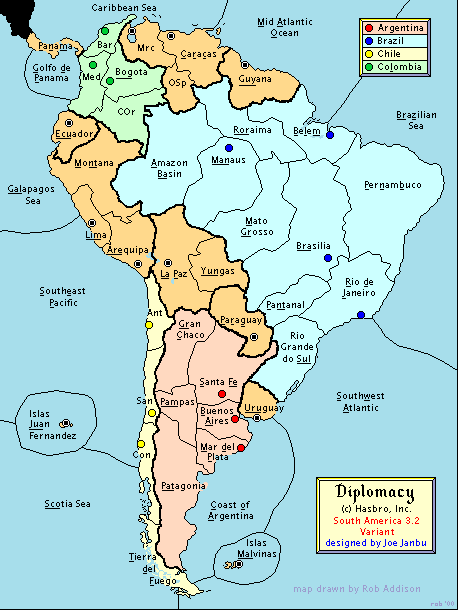 Caribbean Sea
Mid Atlantic
Ocean
Argentina
Brazil
Chile
Colombia
Panama
Bar
Mrc
Caraças
Golfo de
Panama
Med
Bogota
OSp
Guyana
COr
Roraima
Belem
Brazilian
Sea
Ecuador
Montana
Amazon
Basin
Manaus
Pernambuco
Galapagos
Sea
Lima
Mato
Grosso
Arequipa
Brasilia
La Paz
Yungas
Southeast
Pacific
Rio de
Janeiro
Pantanal
Ant
Gran
Chaco
Paraguay
Rio
Grande
do Sul
Santa Fe
San
Pampas
Buenos
Aires
Uruguay
Southwest
Atlantic
Islas
Juan
Fernandez
Con
Mar del
Plata
Patagonia
Scotia Sea
Coast of
Argentina
Diplomacy
(c) Hasbro, Inc.
South America 3.2
Variant
designed by Joe Janbu
Islas
Malvinas
Tierra
del
Fuego
map drawn by Rob Addison
rob '00